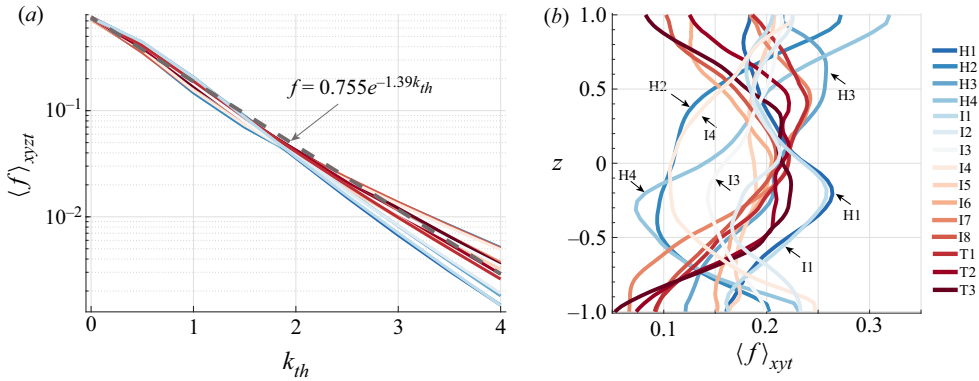 (a)
10⁻¹
10⁻²
⟨f⟩xyzt
f = 0.755e^−1.39k_th
0
1
2
3
4
k_th
(b)
1.0
0.5
0
−0.5
−1.0
z
H2
I4
H3
H4
I3
H1
I1
0.1
0.2
0.3
⟨f⟩xyt
H1
H2
H3
H4
I1
I2
I3
I4
I5
I6
I7
I8
T1
T2
T3